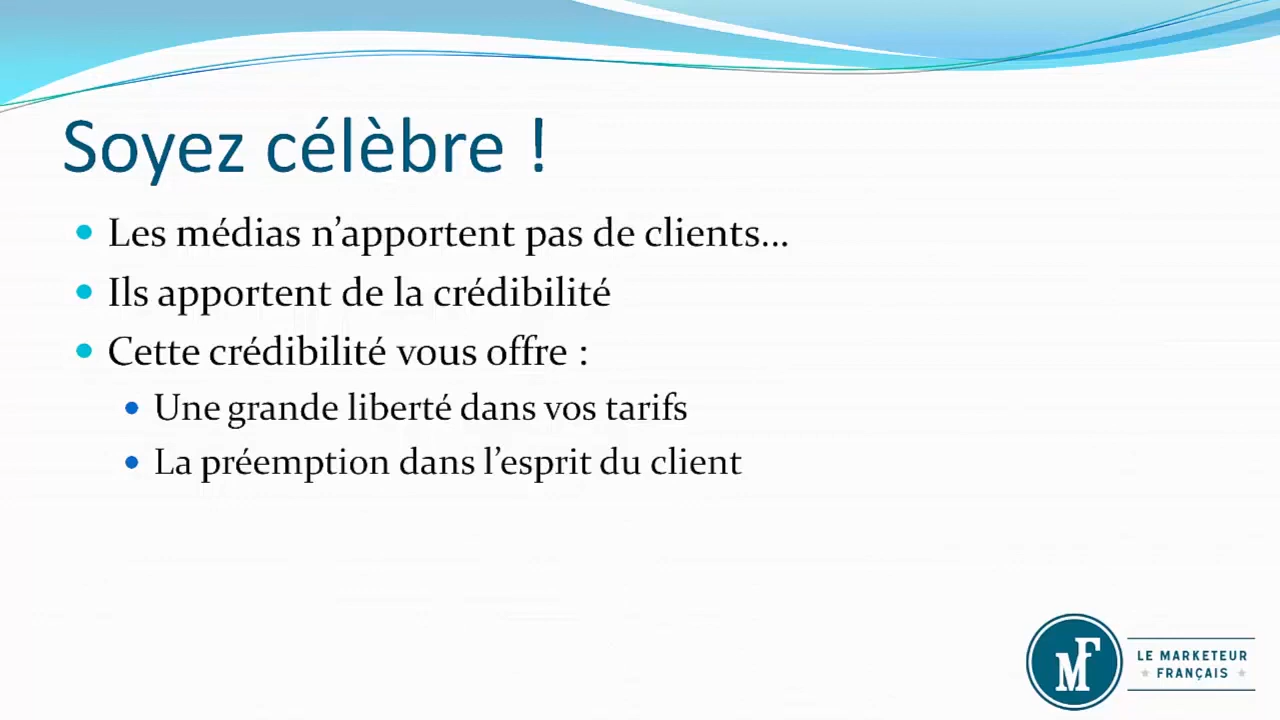 Soyez célèbre !
Les médias n’apportent pas de clients…
Ils apportent de la crédibilité
Cette crédibilité vous offre :
Une grande liberté dans vos tarifs
La préemption dans l’esprit du client
MF
LE MARKETEUR
FRANÇAIS